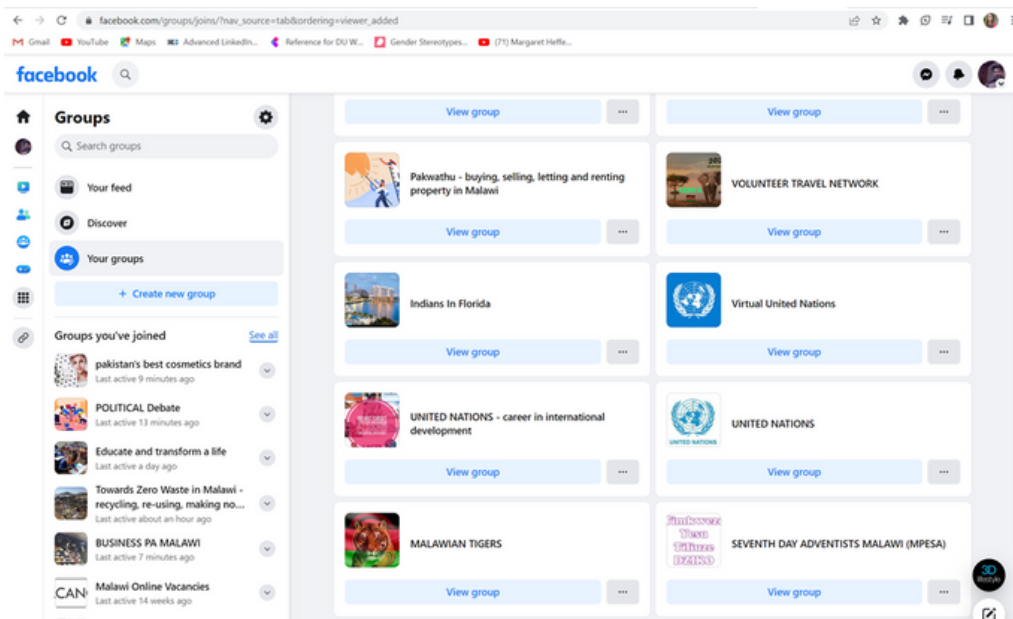 facebook.com/groups/joins/?nav_source=tab&ordering=viewer_added
Gmail YouTube Maps Advanced LinkedIn... Reference for DU W... Gender Stereotypes... (71) Margaret Heffe...
facebook
Groups
Search groups
Your feed
Discover
Your groups
+ Create new group
Groups you've joined See all
pakistan's best cosmetics brand
Last active 9 minutes ago
POLITICAL Debate
Last active 13 minutes ago
Educate and transform a life
Last active a day ago
Towards Zero Waste in Malawi -
recycling, re-using, making no...
Last active about an hour ago
BUSINESS PA MALAWI
Last active 7 minutes ago
CAN
Malawi Online Vacancies
Last active 14 weeks ago
View group ... View group ...
Pakwathu - buying, selling, letting and renting
property in Malawi
VOLUNTEER TRAVEL NETWORK
View group ... View group ...
Indians In Florida
Virtual United Nations
View group ... View group ...
UNITED NATIONS - career in international
development
UNITED NATIONS
UNITED NATIONS
View group ... View group ...
MALAWIAN TIGERS
Yesu
DZIKO
SEVENTH DAY ADVENTISTS MALAWI (MPESA)
View group ... View group ...
3D
lifestyle